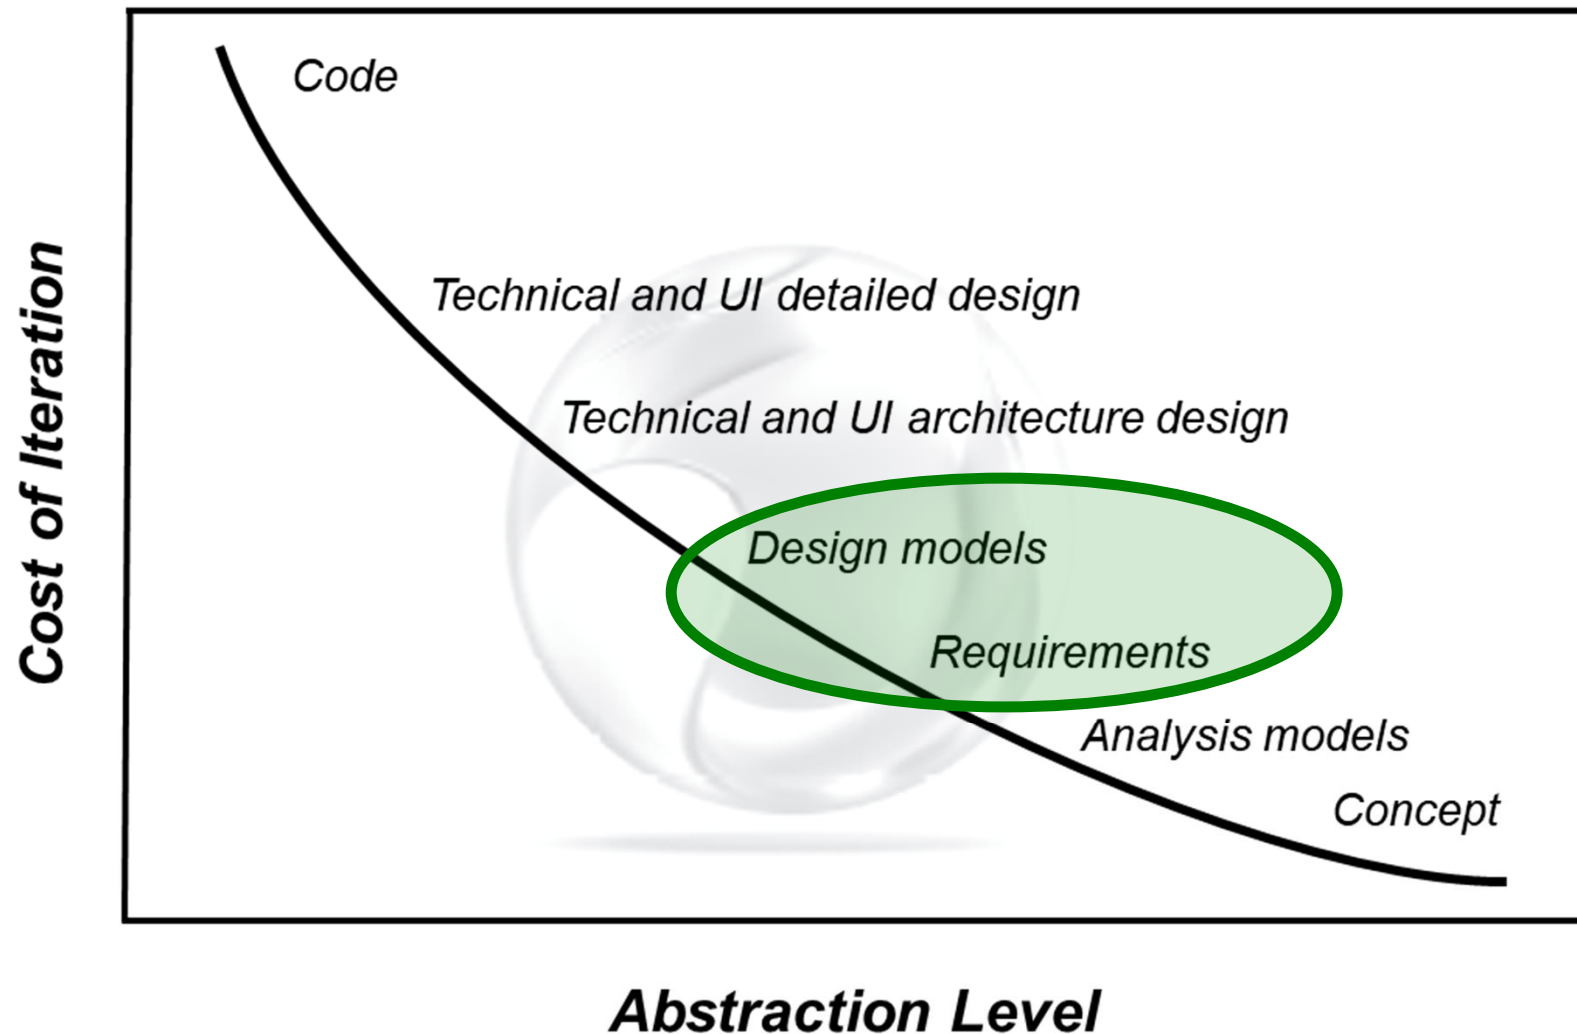 Code
Technical and UI detailed design
Technical and UI architecture design
Design models
Requirements
Analysis models
Concept
Cost of Iteration
Abstraction Level